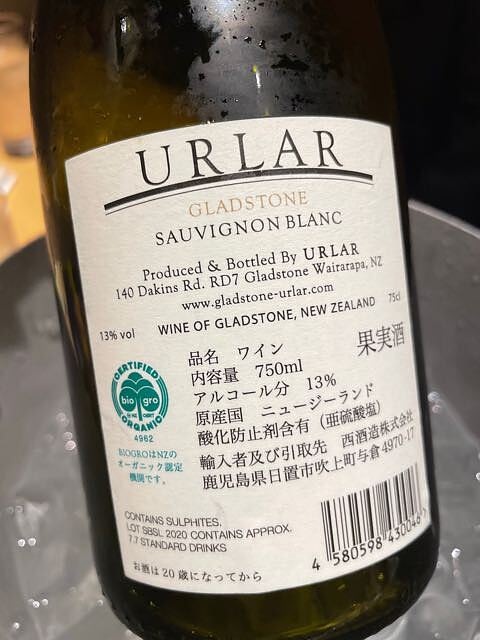 URLAR
GLADSTONE
SAUVIGNON BLANC
Produced & Bottled By URLAR
140 Dakins Rd. RD7 Gladstone Wairarapa, NZ
www.gladstone-urlar.com
13% vol
WINE OF GLADSTONE, NEW ZEALAND
75cl
品名 ワイン
果実酒
内容量 750ml
アルコール分 13%
原産国 ニュージーランド
酸化防止剤含有(亜硫酸塩)
輸入者及び引取先 西酒造株式会社
鹿児島県日置市吹上町与倉4970-17
CERTIFIED
bio gro
ORGANIC
4962
BIOGROはNZの
オーガニック認定
機関です。
CONTAINS SULPHITES.
LOT SBSL 2020 CONTAINS APPROX.
7.7 STANDARD DRINKS
お酒は20歳になってから
4 580598 430046